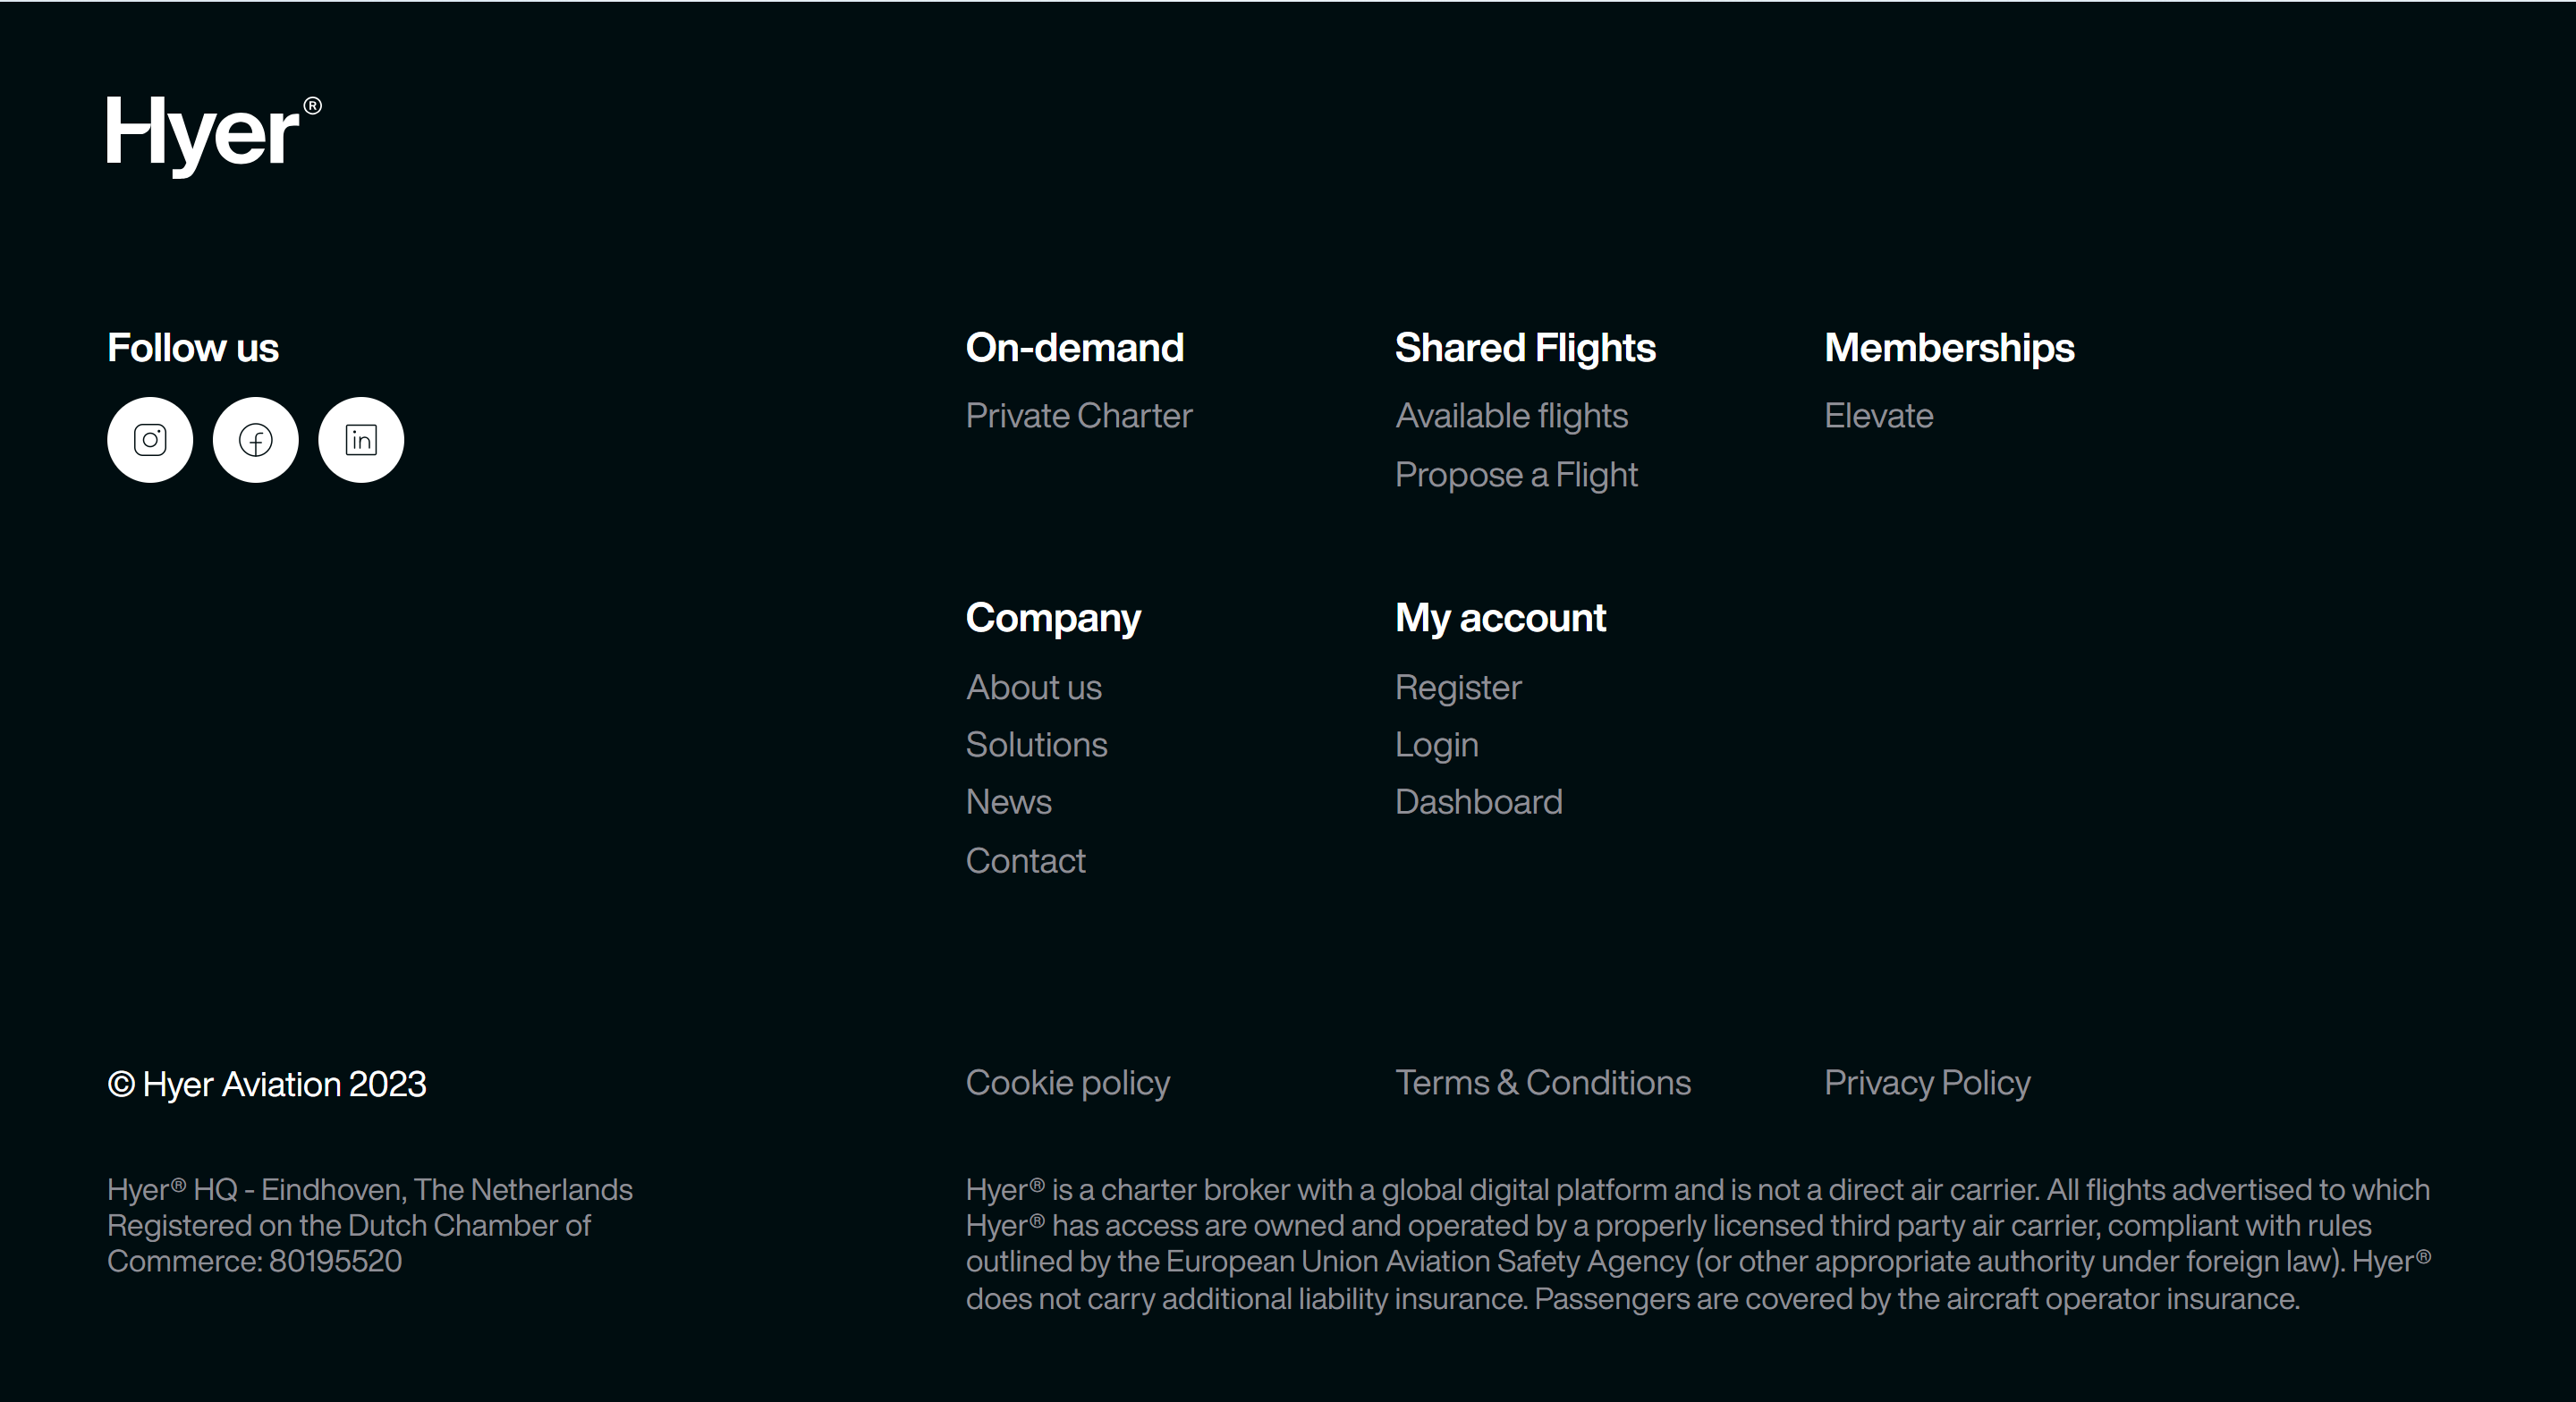 Hyer®
Follow us
in
On-demand
Private Charter
Shared Flights
Available flights
Propose a Flight
Memberships
Elevate
Company
About us
Solutions
News
Contact
My account
Register
Login
Dashboard
© Hyer Aviation 2023
Cookie policy
Terms & Conditions
Privacy Policy
Hyer® HQ - Eindhoven, The Netherlands
Registered on the Dutch Chamber of
Commerce: 80195520
Hyer® is a charter broker with a global digital platform and is not a direct air carrier. All flights advertised to which
Hyer® has access are owned and operated by a properly licensed third party air carrier, compliant with rules
outlined by the European Union Aviation Safety Agency (or other appropriate authority under foreign law). Hyer®
does not carry additional liability insurance. Passengers are covered by the aircraft operator insurance.